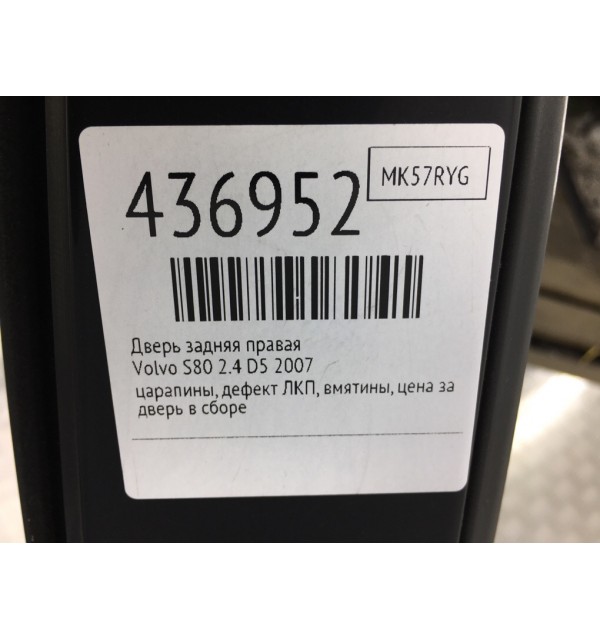 436952
MK57RYG
Дверь задняя правая
Volvo S80 2.4 D5 2007
царапины, дефект ЛКП, вмятины, цена за
дверь в сборе